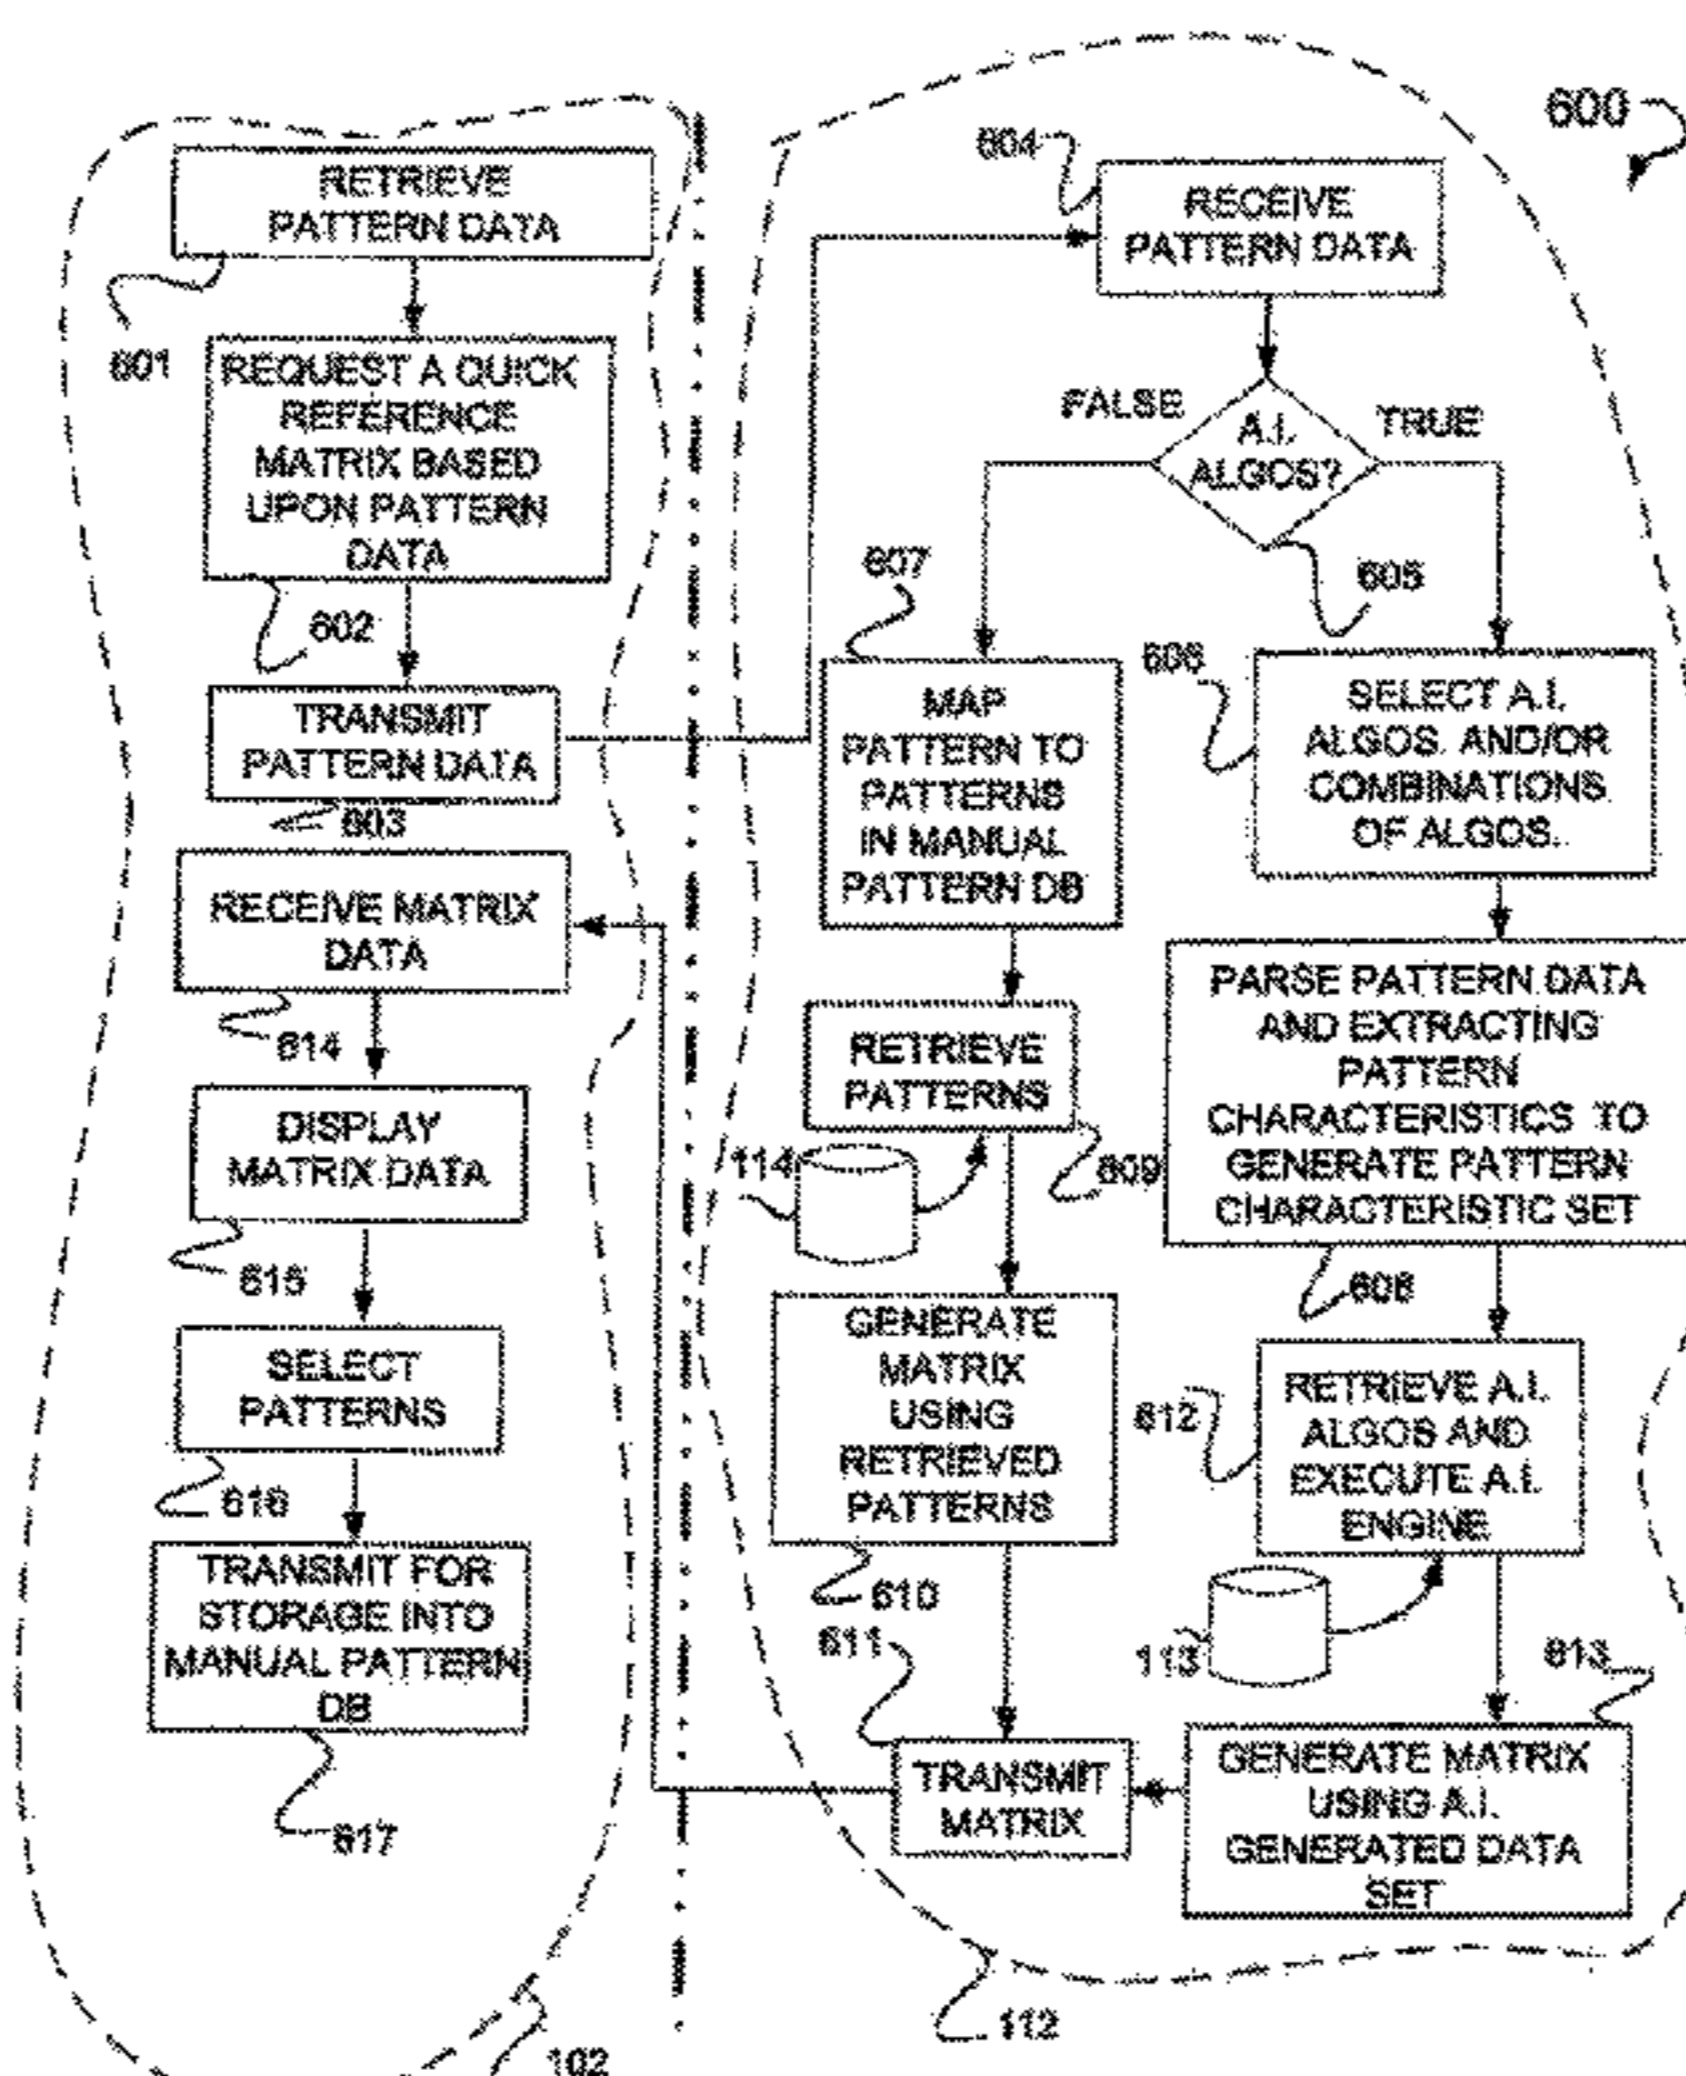 600
RETRIEVE
PATTERN DATA
601
REQUEST A QUICK
REFERENCE
MATRIX BASED
UPON PATTERN
DATA
602
TRANSMIT
PATTERN DATA
603
RECEIVE MATRIX
DATA
614
DISPLAY
MATRIX DATA
615
SELECT
PATTERNS
616
TRANSMIT FOR
STORAGE INTO
MANUAL PATTERN
DB
617
102
604
RECEIVE
PATTERN DATA
FALSE
A.I.
ALGOS?
TRUE
605
607
MAP
PATTERN TO
PATTERNS
IN MANUAL
PATTERN DB
RETRIEVE
PATTERNS
114
609
GENERATE
MATRIX
USING
RETRIEVED
PATTERNS
610
611
TRANSMIT
MATRIX
606
SELECT A.I.
ALGOS. AND/OR
COMBINATIONS
OF ALGOS.
PARSE PATTERN DATA
AND EXTRACTING
PATTERN
CHARACTERISTICS TO
GENERATE PATTERN
CHARACTERISTIC SET
608
612
RETRIEVE A.I.
ALGOS AND
EXECUTE A.I.
ENGINE
113
613
GENERATE MATRIX
USING A.I.
GENERATED DATA
SET
112